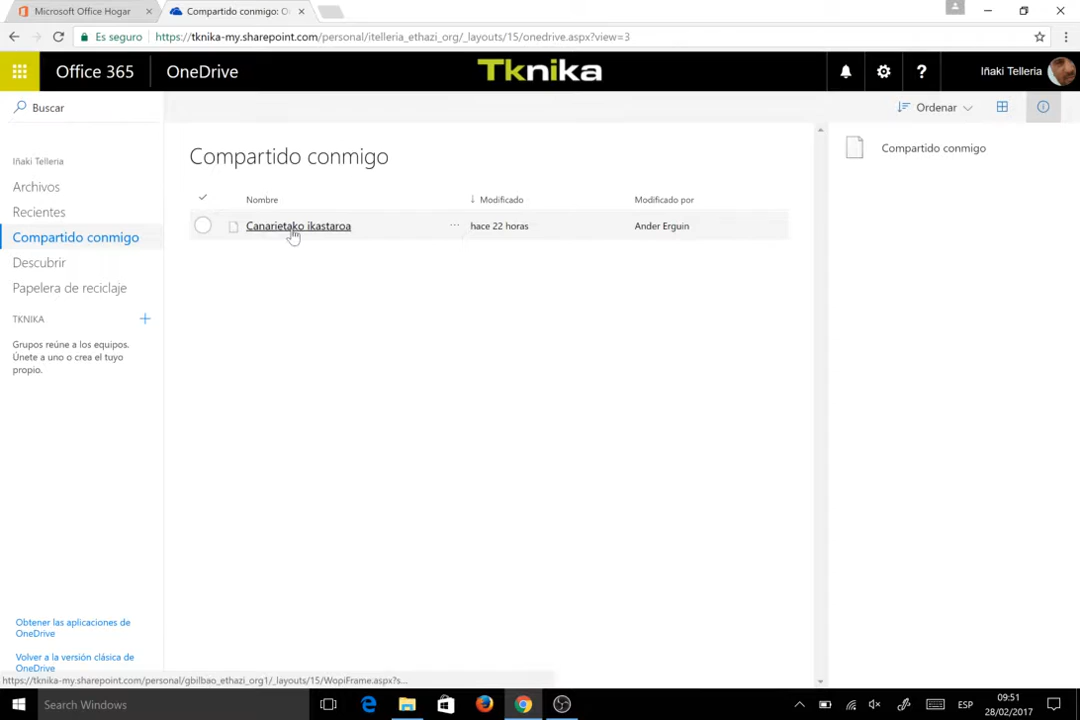 Microsoft Office Hogar
Compartido conmigo: O
Es seguro
https://tknika-my.sharepoint.com/personal/itelleria_ethazi_org/_layouts/15/onedrive.aspx?view=3
Office 365
OneDrive
Tknika
Iñaki Telleria
Buscar
Ordenar
Iñaki Telleria
Archivos
Recientes
Compartido conmigo
Descubrir
Papelera de reciclaje
TKNIKA
Grupos reúne a los equipos.
Únete a uno o crea el tuyo
propio.
Obtener las aplicaciones de
OneDrive
Volver a la versión clásica de
OneDrive
Compartido conmigo
Nombre
Modificado
Modificado por
Canarietako ikastaroa
hace 22 horas
Ander Erguin
Compartido conmigo
https://tknika-my.sharepoint.com/personal/gbilbao_ethazi_org1/_layouts/15/WopiFrame.aspx?s...
Search Windows
ESP
09:51
28/02/2017